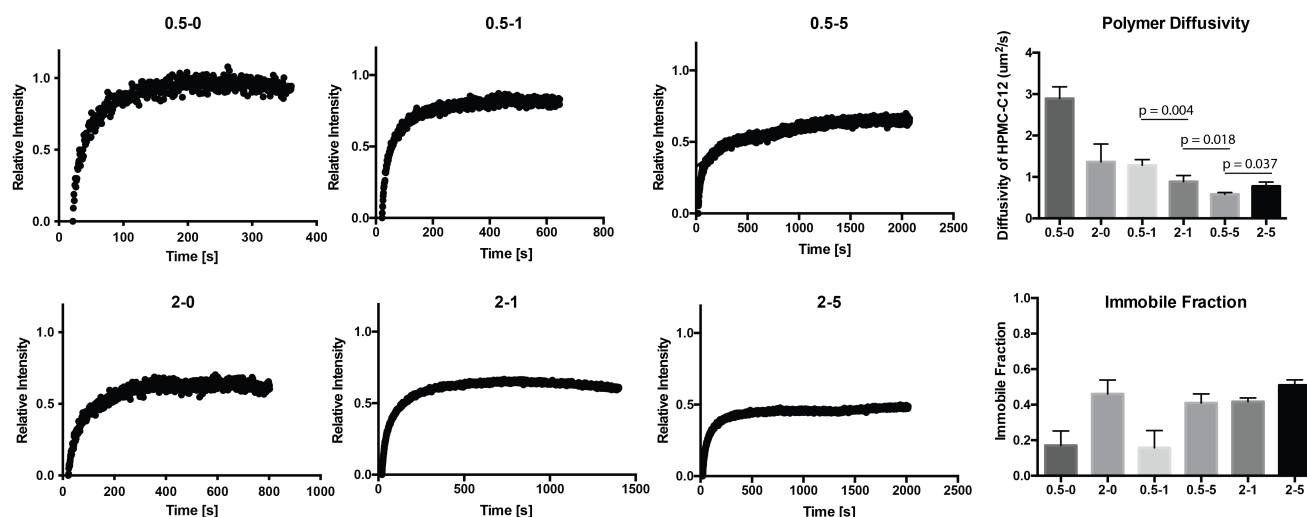 0.5-0
Relative Intensity
1.0
0.5
0.0
0 100 200 300 400
Time [s]
0.5-1
Relative Intensity
1.0
0.5
0.0
0 200 400 600 800
Time [s]
0.5-5
Relative Intensity
1.0
0.5
0.0
0 500 1000 1500 2000 2500
Time [s]
Polymer Diffusivity
Diffusivity of HPMC-C12 (um²/s)
4
3
2
1
0
p = 0.004
p = 0.018
p = 0.037
0.5-0 2-0 0.5-1 2-1 0.5-5 2-5
2-0
Relative Intensity
1.0
0.5
0.0
0 200 400 600 800 1000
Time [s]
2-1
Relative Intensity
1.0
0.5
0.0
0 500 1000 1500
Time [s]
2-5
Relative Intensity
1.0
0.5
0.0
0 500 1000 1500 2000 2500
Time [s]
Immobile Fraction
Immobile Fraction
1.0
0.8
0.6
0.4
0.2
0.0
0.5-0 2-0 0.5-1 0.5-5 2-1 2-5